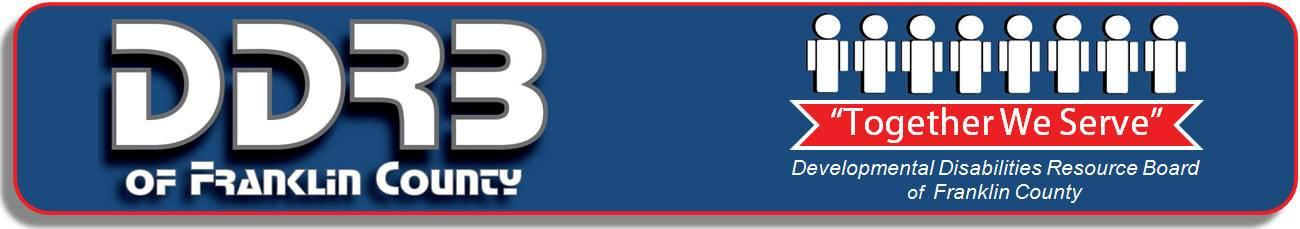 DDRB
OF FRANKLIN COUNTY
“Together We Serve”
Developmental Disabilities Resource Board
of Franklin County